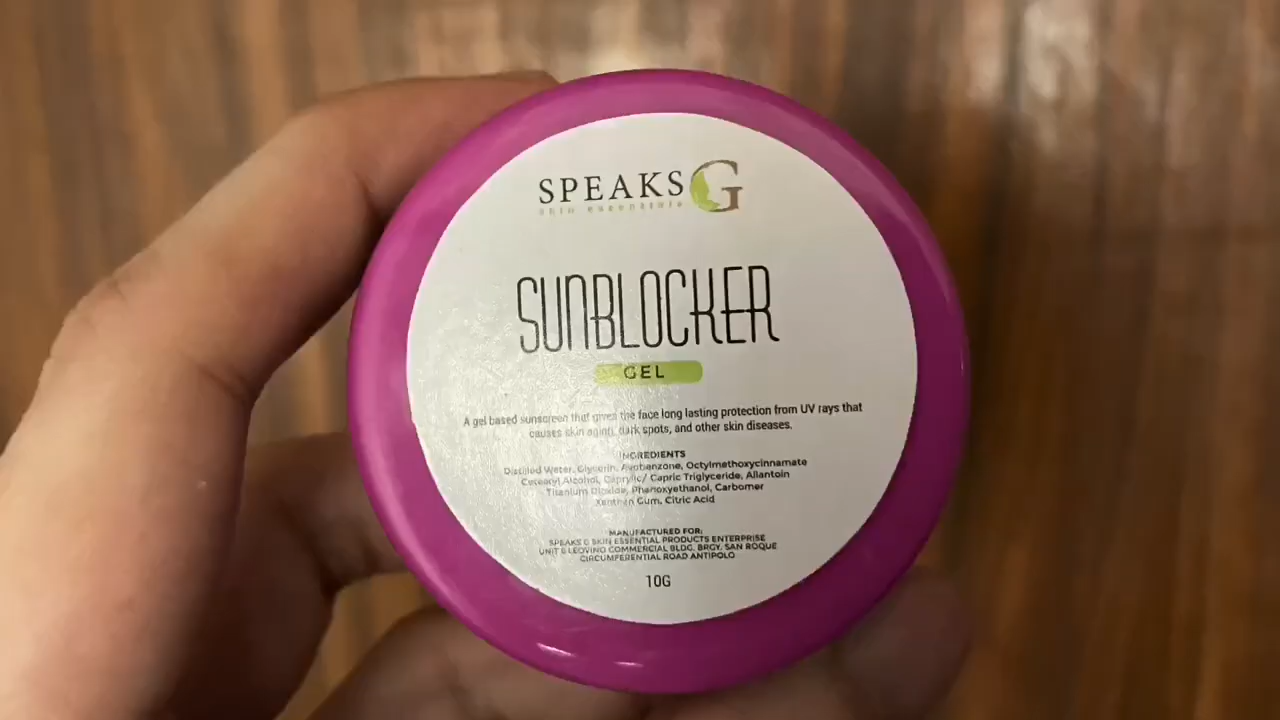 SPEAKS G
skin essentials
SUNBLOCKER
GEL
A gel based sunscreen that gives the face long lasting protection from UV rays that
causes skin aging, dark spots, and other skin diseases.
INGREDIENTS
Distilled Water, Glycerin, Avobenzone, Octylmethoxycinnamate
Cetearyl Alcohol, Caprylic/ Capric Triglyceride, Allantoin
Titanium Dioxide, Phenoxyethanol, Carbomer
Xanthan Gum, Citric Acid
MANUFACTURED FOR:
SPEAKS G SKIN ESSENTIAL PRODUCTS ENTERPRISE
UNIT 6 LEOVINO COMMERCIAL BLDG. BRGY. SAN ROQUE
CIRCUMFERENTIAL ROAD ANTIPOLO
10G